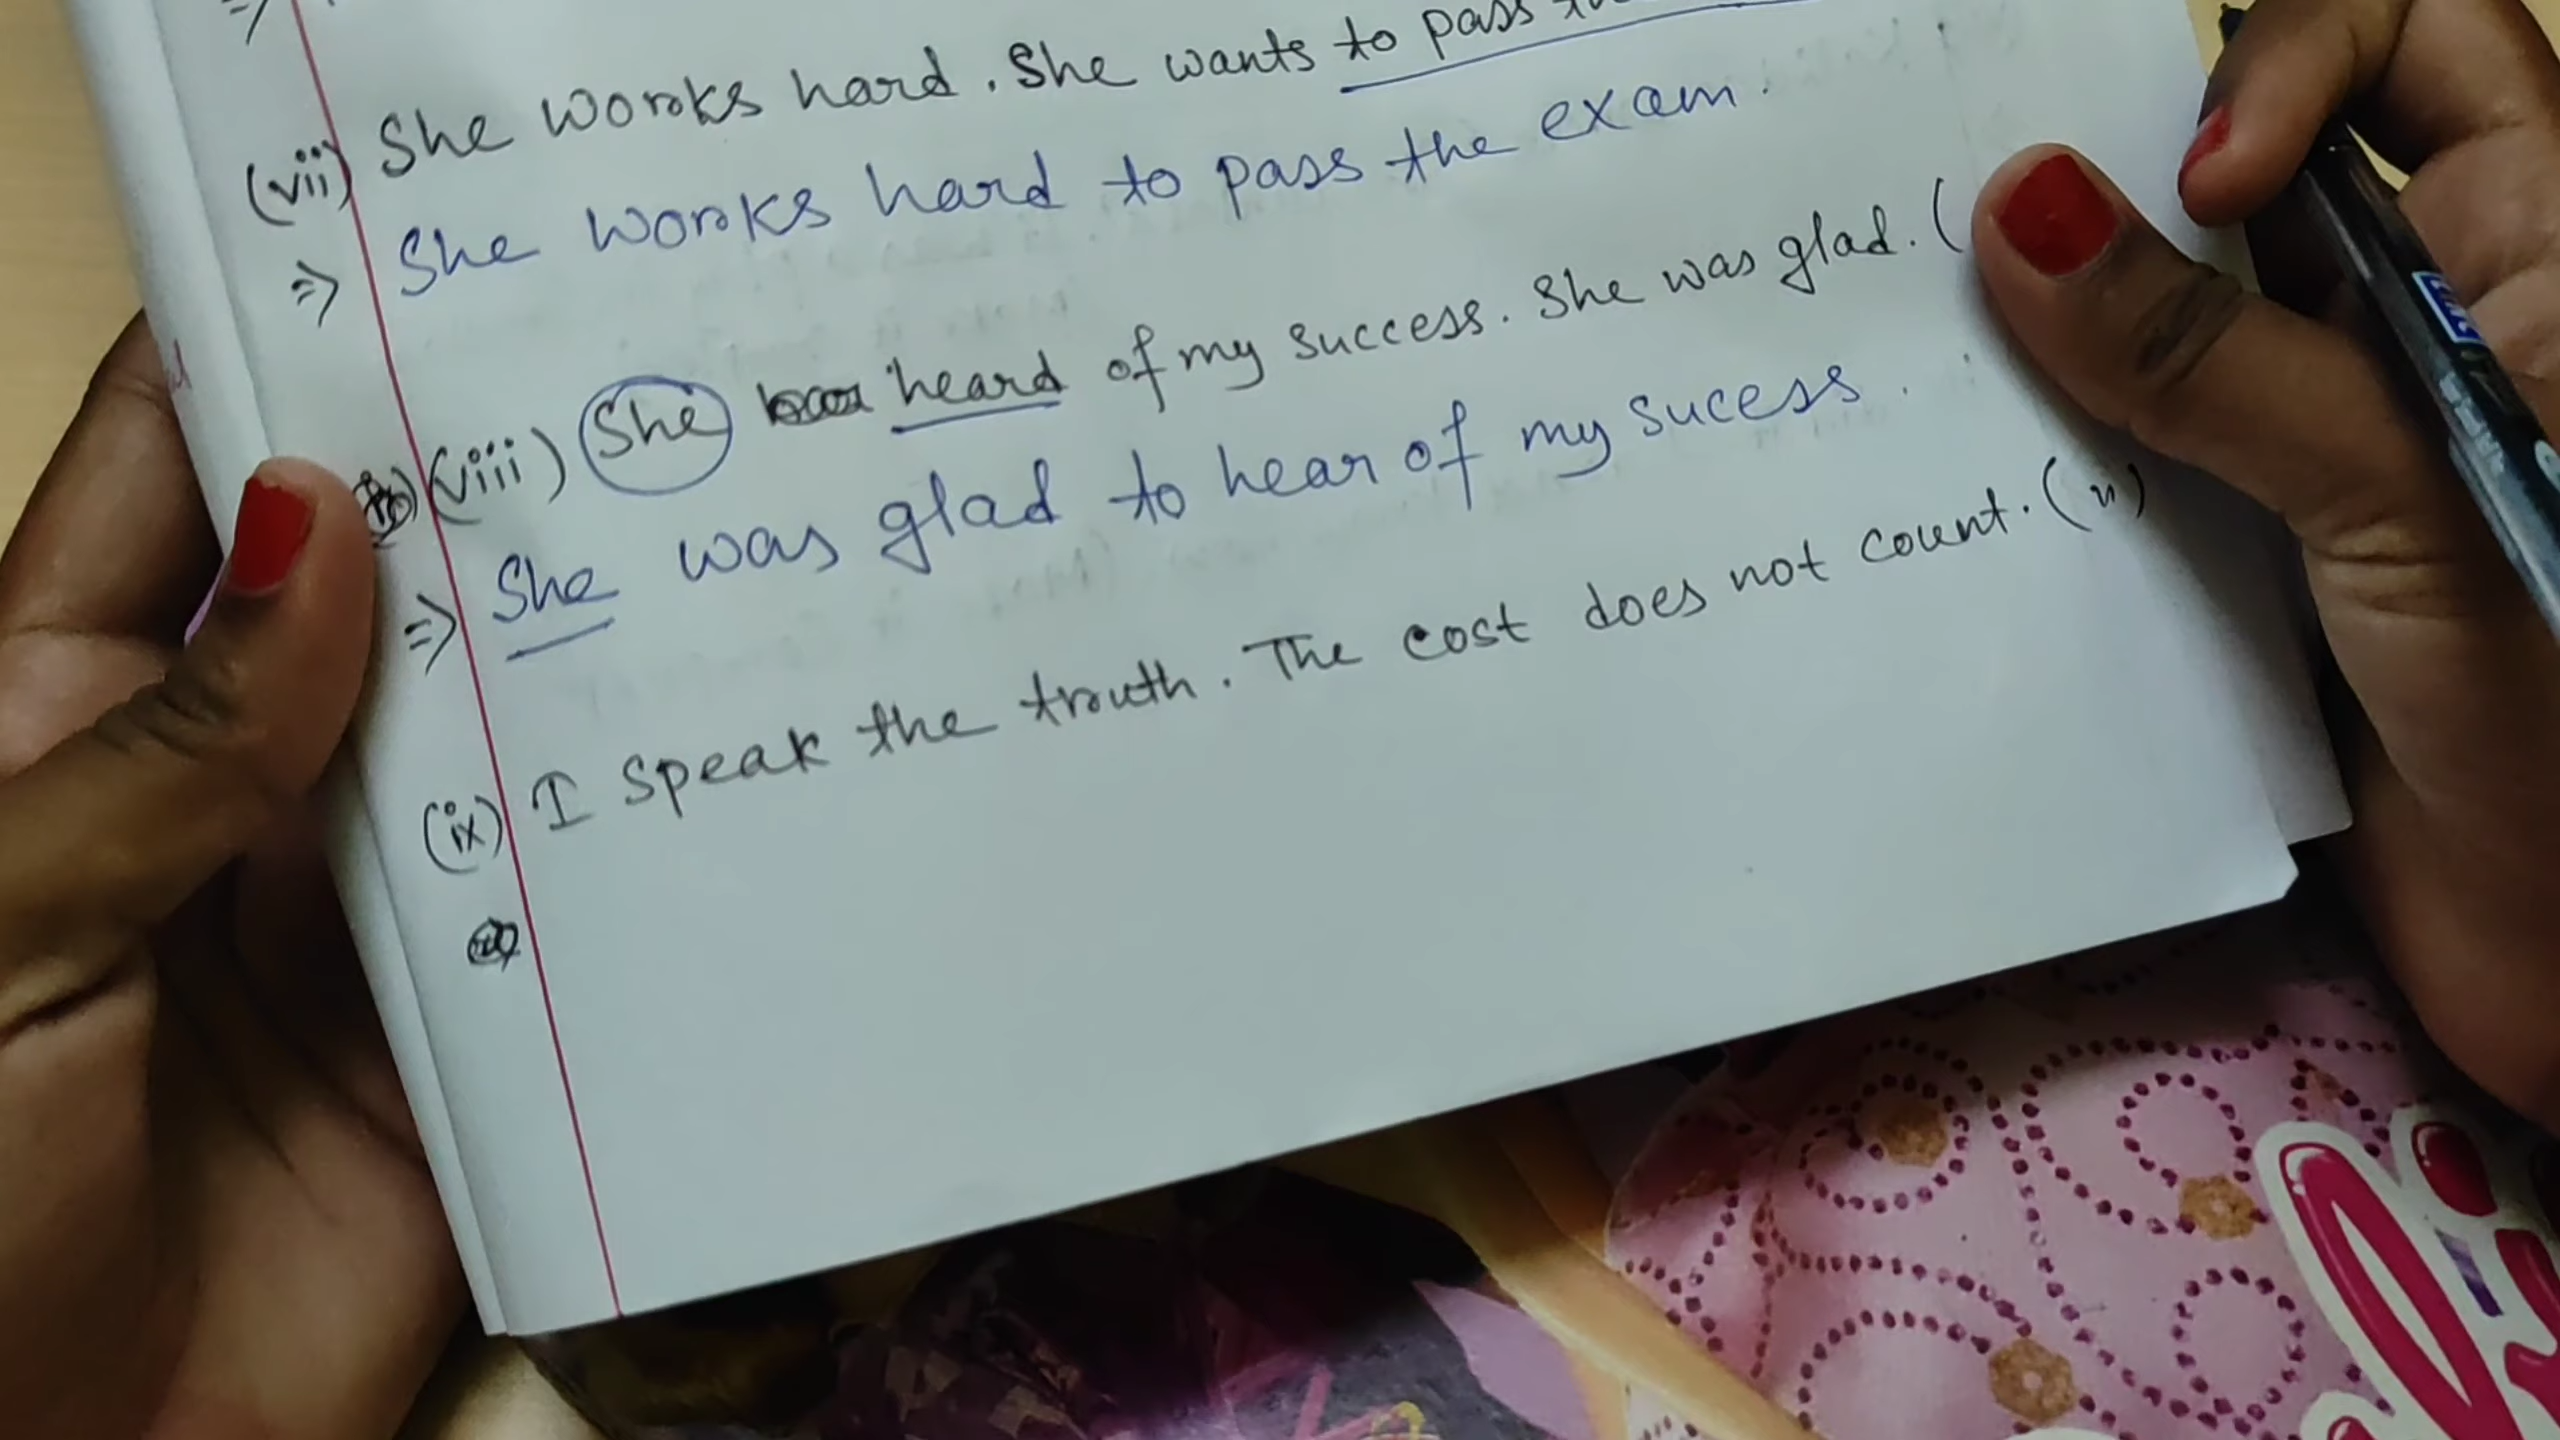 =>
(vii) She works hard. She wants to pass
=> She works hard to pass the exam.
(viii) She heard of my success. She was glad. (
=> She was glad to hear of my sucess.
(ix) I speak the truth. The cost does not count. (n)